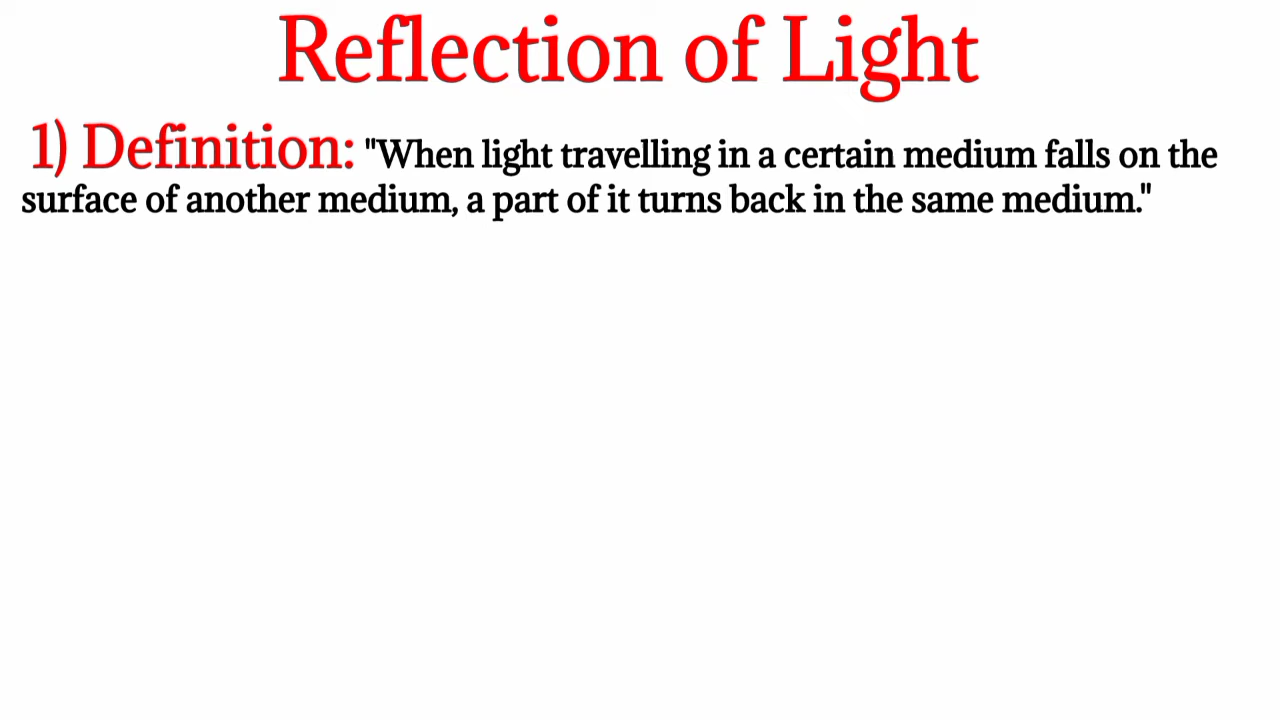 Reflection of Light
1) Definition: "When light travelling in a certain medium falls on the
surface of another medium, a part of it turns back in the same medium."